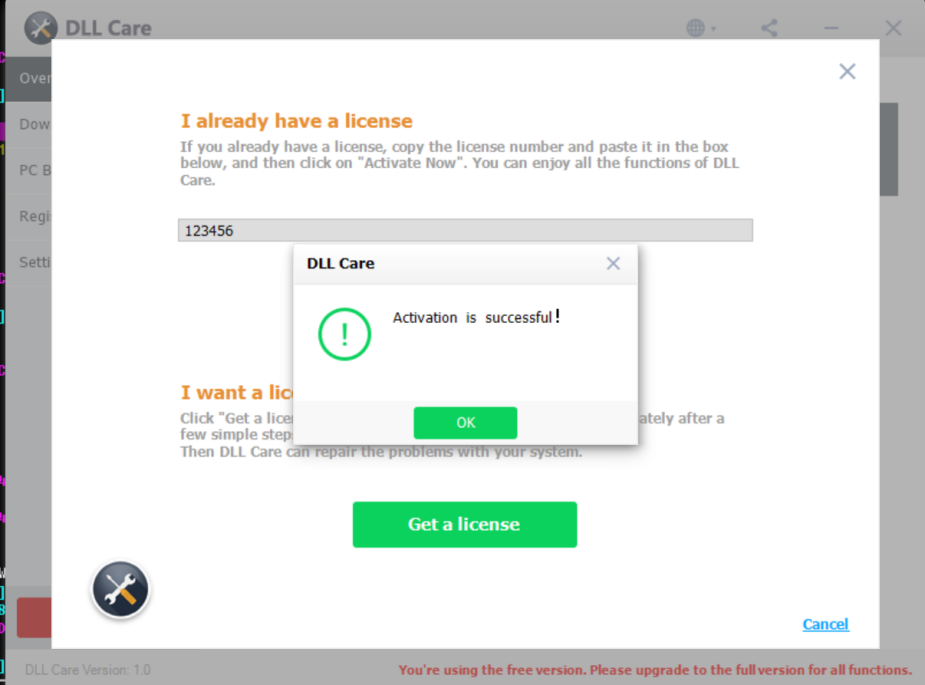 DLL Care
Over
Dow
PC B
Regi
Setti
I already have a license
If you already have a license, copy the license number and paste it in the box
below, and then click on "Activate Now". You can enjoy all the functions of DLL
Care.
123456
DLL Care
Activation is successful!
OK
I want a lic
Click "Get a licen ately after a
few simple steps
Then DLL Care can repair the problems with your system.
Get a license
Cancel
DLL Care Version: 1.0
You're using the free version. Please upgrade to the full version for all functions.